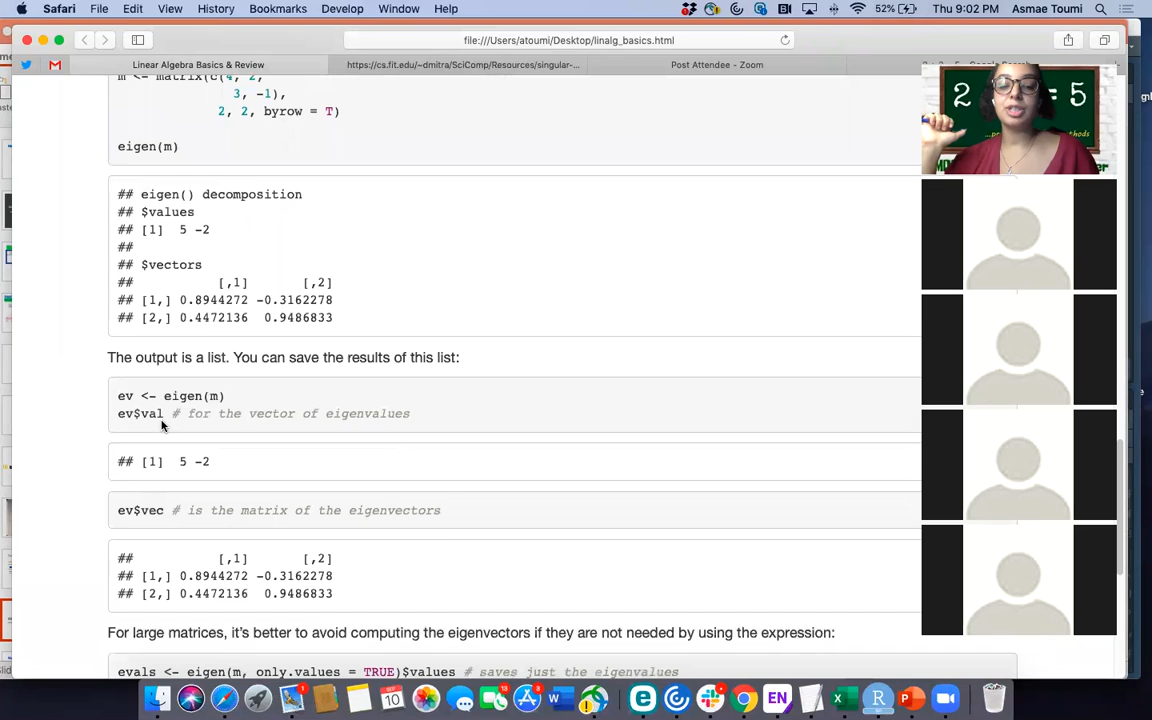 Safari File Edit View History Bookmarks Develop Window Help 52% Thu 9:02 PM Asmae Toumi
file:///Users/atoumi/Desktop/linalg_basics.html
Linear Algebra Basics & Review https://cs.fit.edu/~dmitra/SciComp/Resources/singular-... Post Attendee - Zoom
m <- matrix(c(4, 2,
3, -1),
2, 2, byrow = T)
eigen(m)
## eigen() decomposition
## $values
## [1] 5 -2
##
## $vectors
## [,1] [,2]
## [1,] 0.8944272 -0.3162278
## [2,] 0.4472136 0.9486833
The output is a list. You can save the results of this list:
ev <- eigen(m)
ev$val # for the vector of eigenvalues
## [1] 5 -2
ev$vec # is the matrix of the eigenvectors
## [,1] [,2]
## [1,] 0.8944272 -0.3162278
## [2,] 0.4472136 0.9486833
For large matrices, it's better to avoid computing the eigenvectors if they are not needed by using the expression:
evals <- eigen(m, only.values = TRUE)$values # saves just the eigenvalues
2 = 5